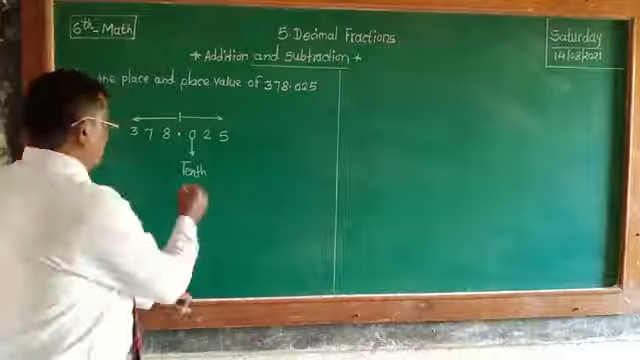 6th-Math
5. Decimal Fractions
Saturday
14/08/2021
*Addition and Subtraction*
the place and place value of 378.025
3 7 8 . 0 2 5
Tenth